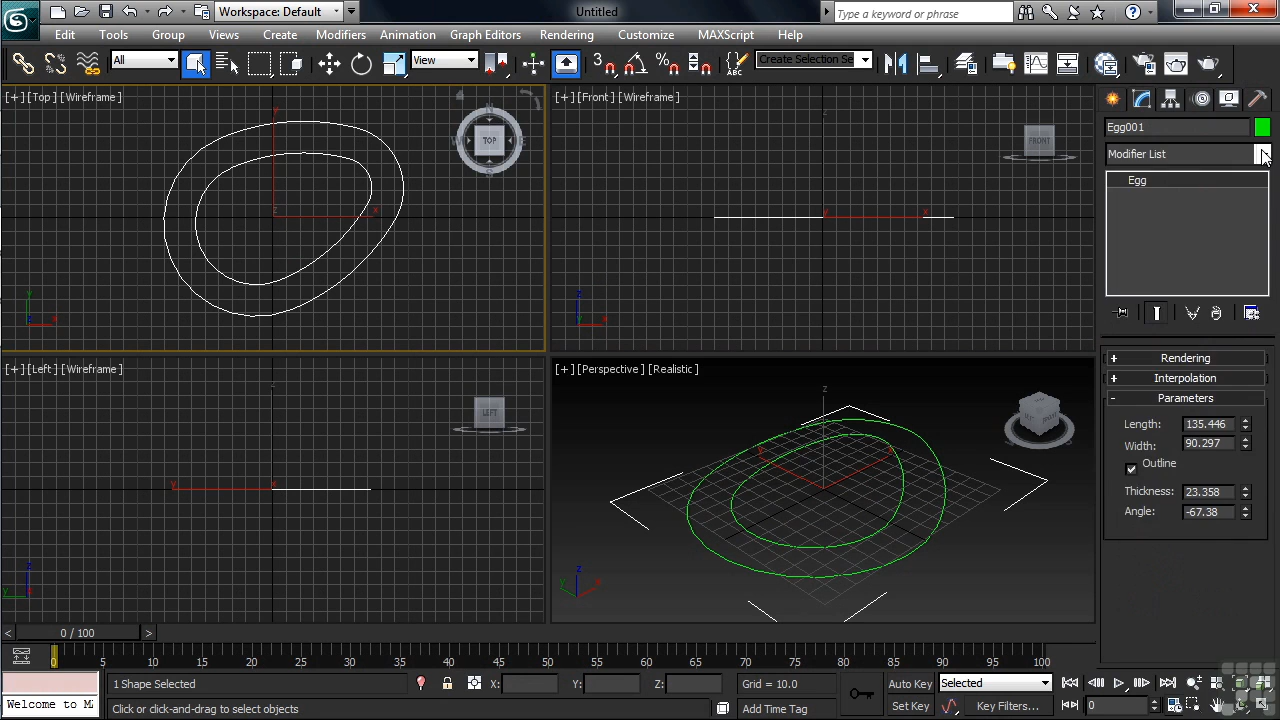 Workspace: Default
Untitled
Type a keyword or phrase
Edit Tools Group Views Create Modifiers Animation Graph Editors Rendering Customize MAXScript Help
All
View
3
Create Selection Se
[+] [Top] [Wireframe]
N
TOP
S
y
x
z
[+] [Front] [Wireframe]
FRONT
Egg001
Modifier List
Egg
[+] [Left] [Wireframe]
LEFT
[+] [Perspective] [Realistic]
+ Rendering
+ Interpolation
- Parameters
Length: 135.446
Width: 90.297
Outline
Thickness: 23.358
Angle: -67.38
< 0 / 100 >
0 5 10 15 20 25 30 35 40 45 50 55 60 65 70 75 80 85 90 95 100
1 Shape Selected
X: Y: Z:
Grid = 10.0
Auto Key
Selected
Welcome to M
Click or click-and-drag to select objects
Add Time Tag
Set Key
Key Filters...
0